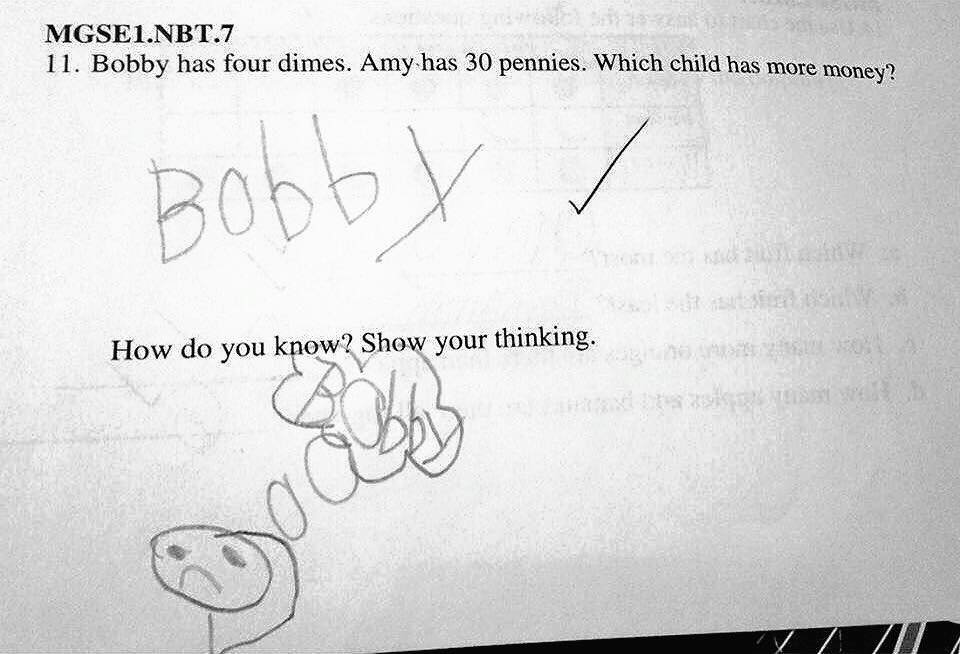 MGSE1.NBT.7
11. Bobby has four dimes. Amy has 30 pennies. Which child has more money?
Bobby
How do you know? Show your thinking.
Bobby